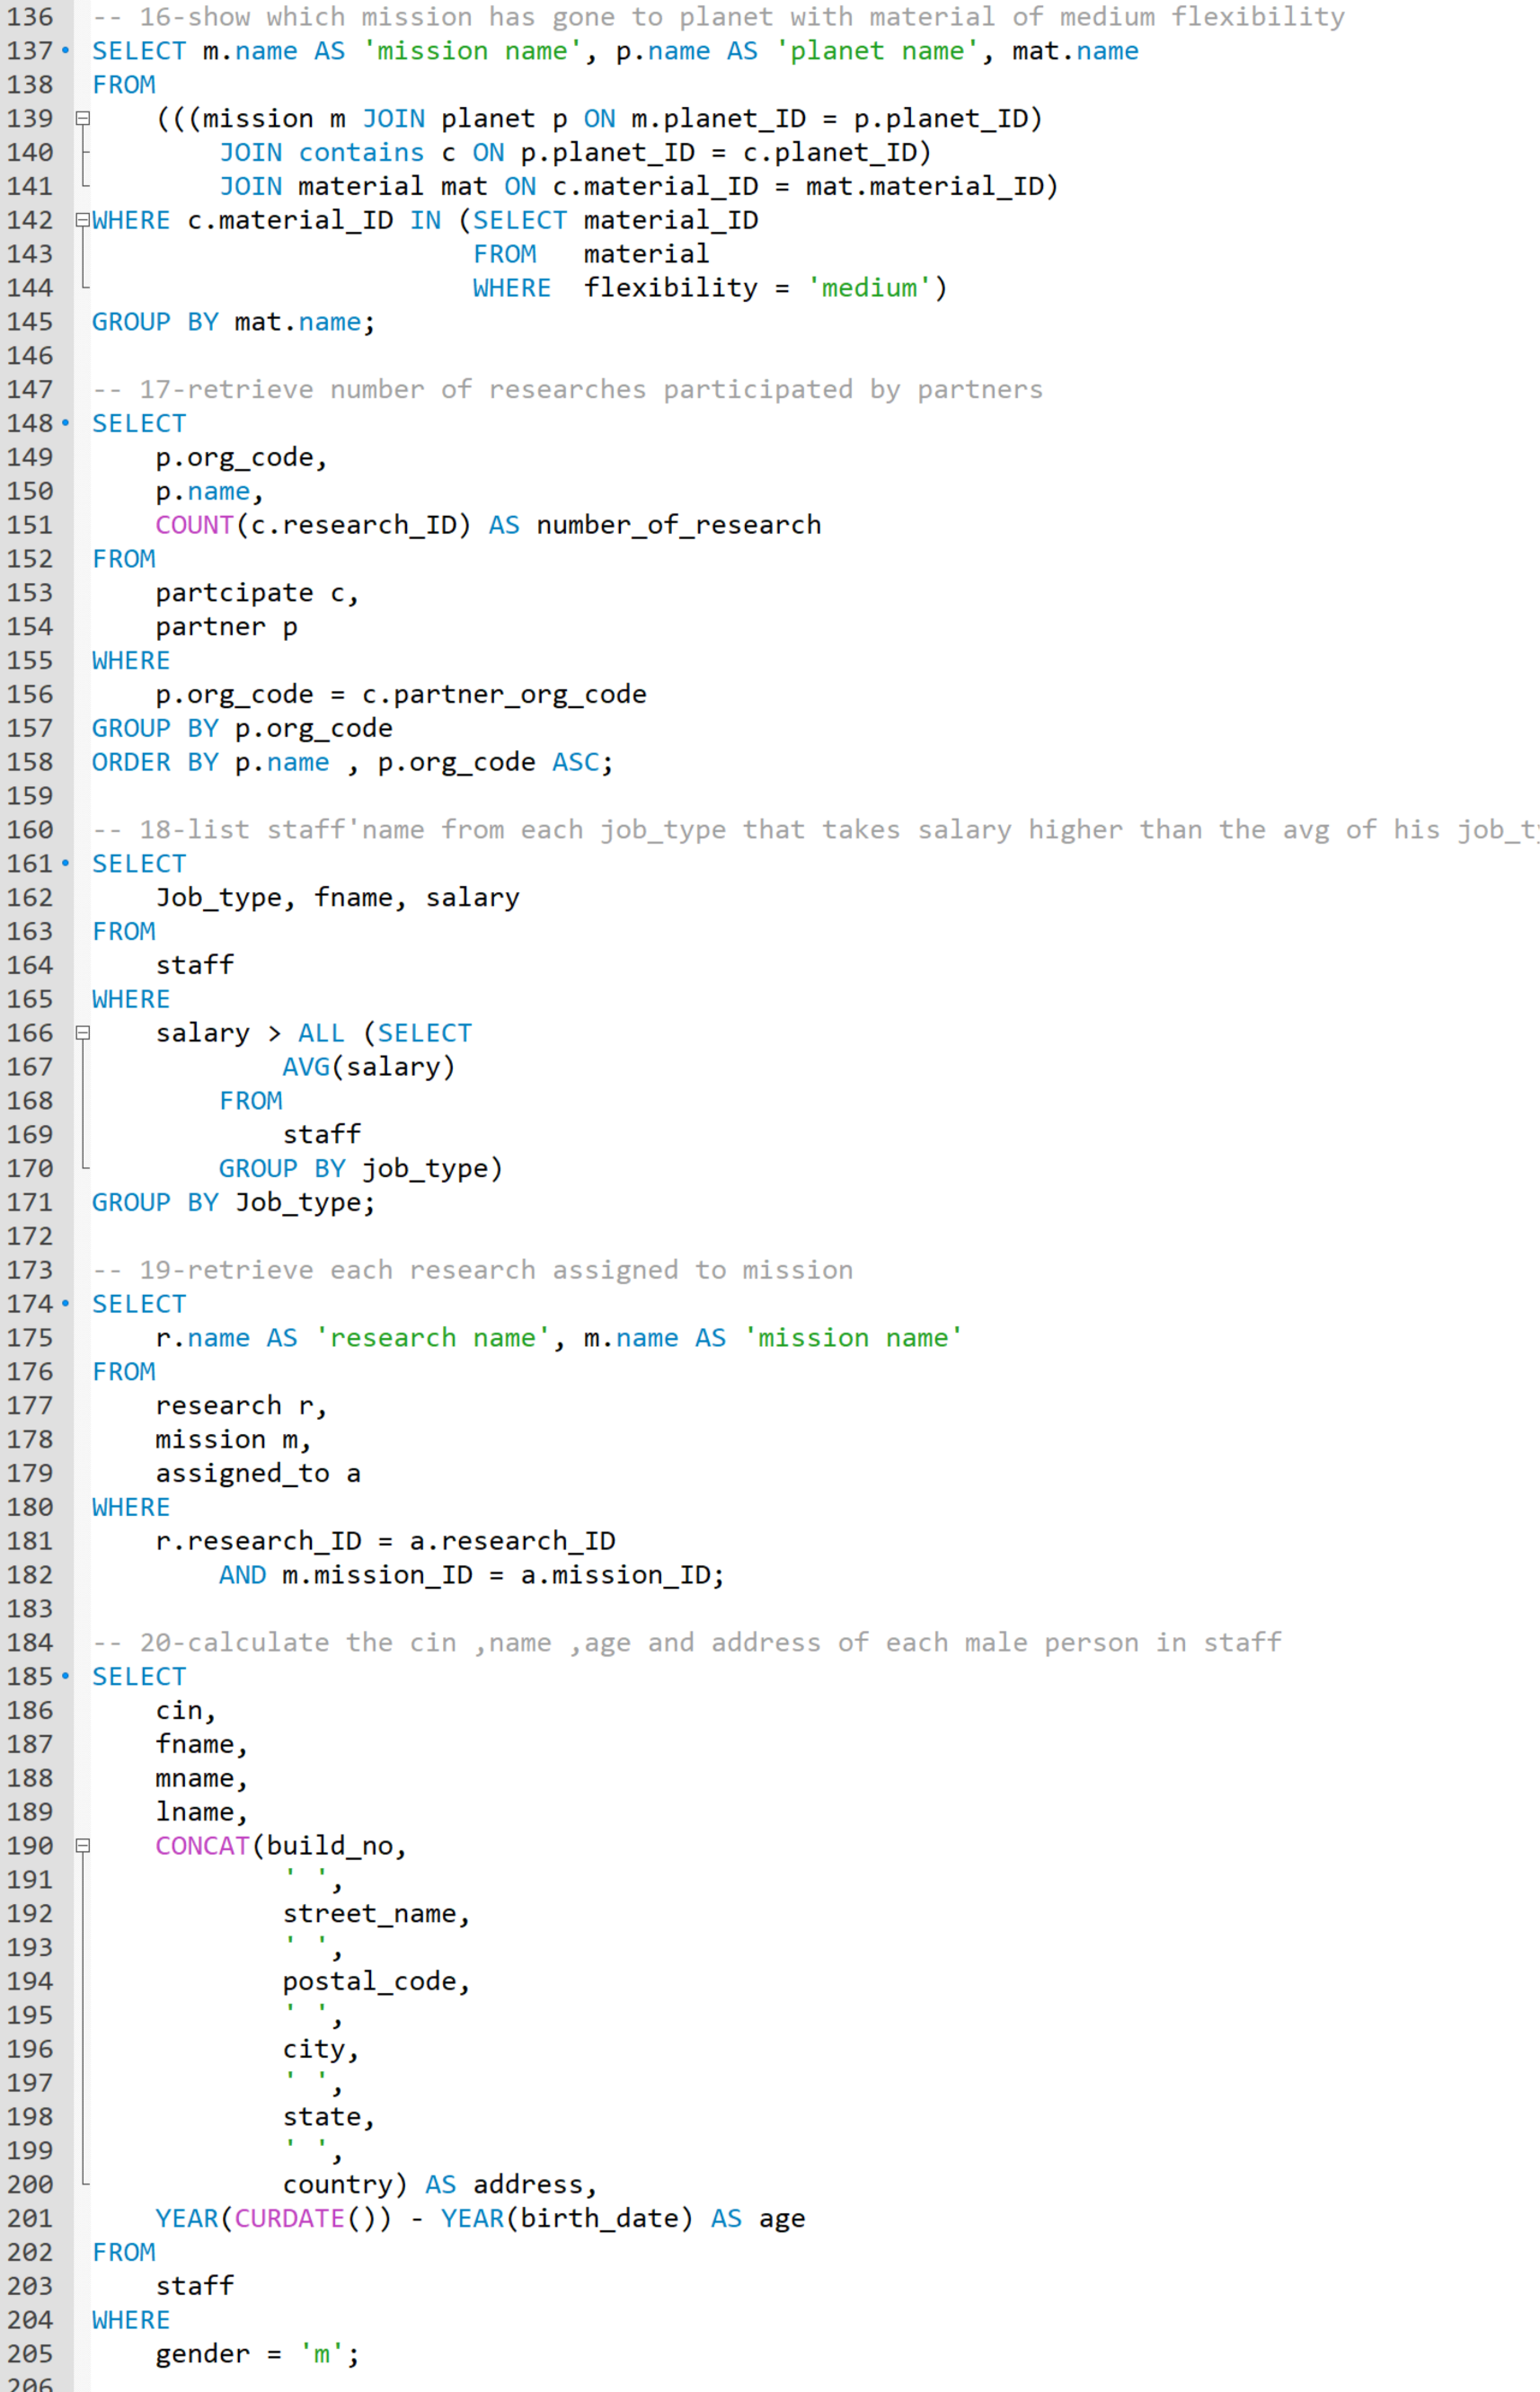 136 -- 16-show which mission has gone to planet with material of medium flexibility
137 SELECT m.name AS 'mission name', p.name AS 'planet name', mat.name
138 FROM
139 (((mission m JOIN planet p ON m.planet_ID = p.planet_ID)
140 JOIN contains c ON p.planet_ID = c.planet_ID)
141 JOIN material mat ON c.material_ID = mat.material_ID)
142 WHERE c.material_ID IN (SELECT material_ID
143 FROM material
144 WHERE flexibility = 'medium')
145 GROUP BY mat.name;
146
147 -- 17-retrieve number of researches participated by partners
148 SELECT
149 p.org_code,
150 p.name,
151 COUNT(c.research_ID) AS number_of_research
152 FROM
153 partcipate c,
154 partner p
155 WHERE
156 p.org_code = c.partner_org_code
157 GROUP BY p.org_code
158 ORDER BY p.name , p.org_code ASC;
159
160 -- 18-list staff'name from each job_type that takes salary higher than the avg of his job_t
161 SELECT
162 Job_type, fname, salary
163 FROM
164 staff
165 WHERE
166 salary > ALL (SELECT
167 AVG(salary)
168 FROM
169 staff
170 GROUP BY job_type)
171 GROUP BY Job_type;
172
173 -- 19-retrieve each research assigned to mission
174 SELECT
175 r.name AS 'research name', m.name AS 'mission name'
176 FROM
177 research r,
178 mission m,
179 assigned_to a
180 WHERE
181 r.research_ID = a.research_ID
182 AND m.mission_ID = a.mission_ID;
183
184 -- 20-calculate the cin ,name ,age and address of each male person in staff
185 SELECT
186 cin,
187 fname,
188 mname,
189 lname,
190 CONCAT(build_no,
191 ' ',
192 street_name,
193 ' ',
194 postal_code,
195 ' ',
196 city,
197 ' ',
198 state,
199 ' ',
200 country) AS address,
201 YEAR(CURDATE()) - YEAR(birth_date) AS age
202 FROM
203 staff
204 WHERE
205 gender = 'm';
206